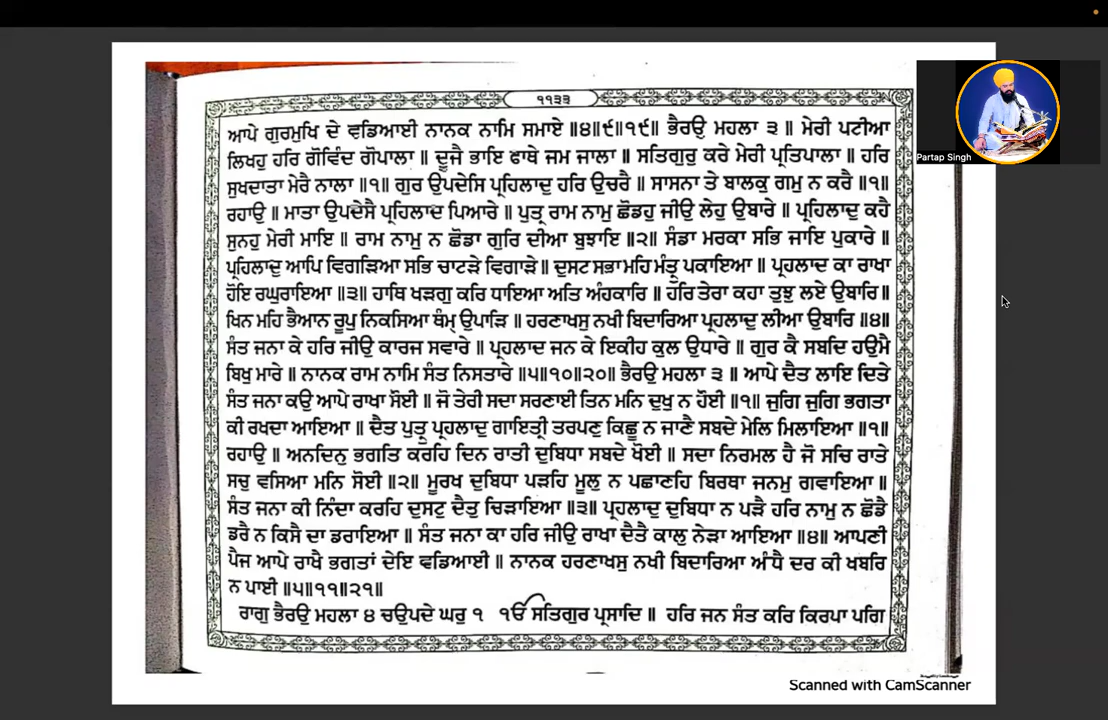 ੧੧੩੩
ਆਪੇ ਗੁਰਮੁਖਿ ਦੇ ਵਡਿਆਈ ਨਾਨਕ ਨਾਮਿ ਸਮਾਏ ॥੪॥੯॥੧੯॥ ਭੈਰਉ ਮਹਲਾ ੩ ॥ ਮੇਰੀ ਪਟੀਆ
ਲਿਖਹੁ ਹਰਿ ਗੋਵਿੰਦ ਗੋਪਾਲਾ ॥ ਦੂਜੈ ਭਾਇ ਫਾਥੇ ਜਮ ਜਾਲਾ ॥ ਸਤਿਗੁਰੁ ਕਰੇ ਮੇਰੀ ਪ੍ਰਤਿਪਾਲਾ ॥ ਹਰਿ
ਸੁਖਦਾਤਾ ਮੇਰੈ ਨਾਲਾ ॥੧॥ ਗੁਰ ਉਪਦੇਸਿ ਪ੍ਰਹਿਲਾਦੁ ਹਰਿ ਉਚਰੈ ॥ ਸਾਸਨਾ ਤੇ ਬਾਲਕੁ ਗਮੁ ਨ ਕਰੈ ॥੧॥
ਰਹਾਉ ॥ ਮਾਤਾ ਉਪਦੇਸੈ ਪ੍ਰਹਿਲਾਦ ਪਿਆਰੇ ॥ ਪੁਤ੍ਰ ਰਾਮ ਨਾਮੁ ਛੋਡਹੁ ਜੀਉ ਲੇਹੁ ਉਬਾਰੇ ॥ ਪ੍ਰਹਿਲਾਦੁ ਕਹੈ
ਸੁਨਹੁ ਮੇਰੀ ਮਾਇ ॥ ਰਾਮ ਨਾਮੁ ਨ ਛੋਡਾ ਗੁਰਿ ਦੀਆ ਬੁਝਾਇ ॥੨॥ ਸੰਡਾ ਮਰਕਾ ਸਭਿ ਜਾਇ ਪੁਕਾਰੇ ॥
ਪ੍ਰਹਿਲਾਦੁ ਆਪਿ ਵਿਗੜਿਆ ਸਭਿ ਚਾਟੜੇ ਵਿਗਾੜੇ ॥ ਦੁਸਟ ਸਭਾ ਮਹਿ ਮੰਤ੍ਰੁ ਪਕਾਇਆ ॥ ਪ੍ਰਹਲਾਦ ਕਾ ਰਾਖਾ
ਹੋਇ ਰਘੁਰਾਇਆ ॥੩॥ ਹਾਥਿ ਖੜਗੁ ਕਰਿ ਧਾਇਆ ਅਤਿ ਅਹੰਕਾਰਿ ॥ ਹਰਿ ਤੇਰਾ ਕਹਾ ਤੁਝੁ ਲਏ ਉਬਾਰਿ ॥
ਖਿਨ ਮਹਿ ਭੈਆਨ ਰੂਪੁ ਨਿਕਸਿਆ ਥੰਮ੍ਹ ਉਪਾੜਿ ॥ ਹਰਣਾਖਸੁ ਨਖੀ ਬਿਦਾਰਿਆ ਪ੍ਰਹਲਾਦੁ ਲੀਆ ਉਬਾਰਿ ॥੪॥
ਸੰਤ ਜਨਾ ਕੇ ਹਰਿ ਜੀਉ ਕਾਰਜ ਸਵਾਰੇ ॥ ਪ੍ਰਹਲਾਦ ਜਨ ਕੇ ਇਕੀਹ ਕੁਲ ਉਧਾਰੇ ॥ ਗੁਰ ਕੈ ਸਬਦਿ ਹਉਮੈ
ਬਿਖੁ ਮਾਰੇ ॥ ਨਾਨਕ ਰਾਮ ਨਾਮਿ ਸੰਤ ਨਿਸਤਾਰੇ ॥੫॥੧੦॥੨੦॥ ਭੈਰਉ ਮਹਲਾ ੩ ॥ ਆਪੇ ਦੈਤ ਲਾਇ ਦਿਤੇ
ਸੰਤ ਜਨਾ ਕਉ ਆਪੇ ਰਾਖਾ ਸੋਈ ॥ ਜੋ ਤੇਰੀ ਸਦਾ ਸਰਣਾਈ ਤਿਨ ਮਨਿ ਦੁਖੁ ਨ ਹੋਈ ॥੧॥ ਜੁਗਿ ਜੁਗਿ ਭਗਤਾ
ਕੀ ਰਖਦਾ ਆਇਆ ॥ ਦੈਤ ਪੁਤ੍ਰੁ ਪ੍ਰਹਲਾਦੁ ਗਾਇਤ੍ਰੀ ਤਰਪਣੁ ਕਿਛੂ ਨ ਜਾਣੈ ਸਬਦੇ ਮੇਲਿ ਮਿਲਾਇਆ ॥੧॥
ਰਹਾਉ ॥ ਅਨਦਿਨੁ ਭਗਤਿ ਕਰਹਿ ਦਿਨ ਰਾਤੀ ਦੁਬਿਧਾ ਸਬਦੇ ਖੋਈ ॥ ਸਦਾ ਨਿਰਮਲ ਹੈ ਜੋ ਸਚਿ ਰਾਤੇ
ਸਚੁ ਵਸਿਆ ਮਨਿ ਸੋਈ ॥੨॥ ਮੂਰਖ ਦੁਬਿਧਾ ਪੜਹਿ ਮੂਲੁ ਨ ਪਛਾਣਹਿ ਬਿਰਥਾ ਜਨਮੁ ਗਵਾਇਆ ॥
ਸੰਤ ਜਨਾ ਕੀ ਨਿੰਦਾ ਕਰਹਿ ਦੁਸਟੁ ਦੈਤੁ ਚਿੜਾਇਆ ॥੩॥ ਪ੍ਰਹਲਾਦੁ ਦੁਬਿਧਾ ਨ ਪੜੈ ਹਰਿ ਨਾਮੁ ਨ ਛੋਡੈ
ਡਰੈ ਨ ਕਿਸੈ ਦਾ ਡਰਾਇਆ ॥ ਸੰਤ ਜਨਾ ਕਾ ਹਰਿ ਜੀਉ ਰਾਖਾ ਦੈਤੈ ਕਾਲੁ ਨੇੜਾ ਆਇਆ ॥੪॥ ਆਪਣੀ
ਪੈਜ ਆਪੇ ਰਾਖੈ ਭਗਤਾਂ ਦੇਇ ਵਡਿਆਈ ॥ ਨਾਨਕ ਹਰਣਾਖਸੁ ਨਖੀ ਬਿਦਾਰਿਆ ਅੰਧੈ ਦਰ ਕੀ ਖਬਰਿ
ਨ ਪਾਈ ॥੫॥੧੧॥੨੧॥
ਰਾਗੁ ਭੈਰਉ ਮਹਲਾ ੪ ਚਉਪਦੇ ਘਰੁ ੧ ੴ ਸਤਿਗੁਰ ਪ੍ਰਸਾਦਿ ॥ ਹਰਿ ਜਨ ਸੰਤ ਕਰਿ ਕਿਰਪਾ ਪਗਿ
Partap Singh
Scanned with CamScanner